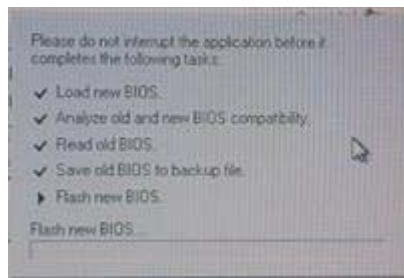 Please do not interrupt the application before it
completes the following tasks:
Load new BIOS.
Analyze old and new BIOS compatbility.
Read old BIOS.
Save old BIOS to backup file.
Flash new BIOS.
Flash new BIOS...